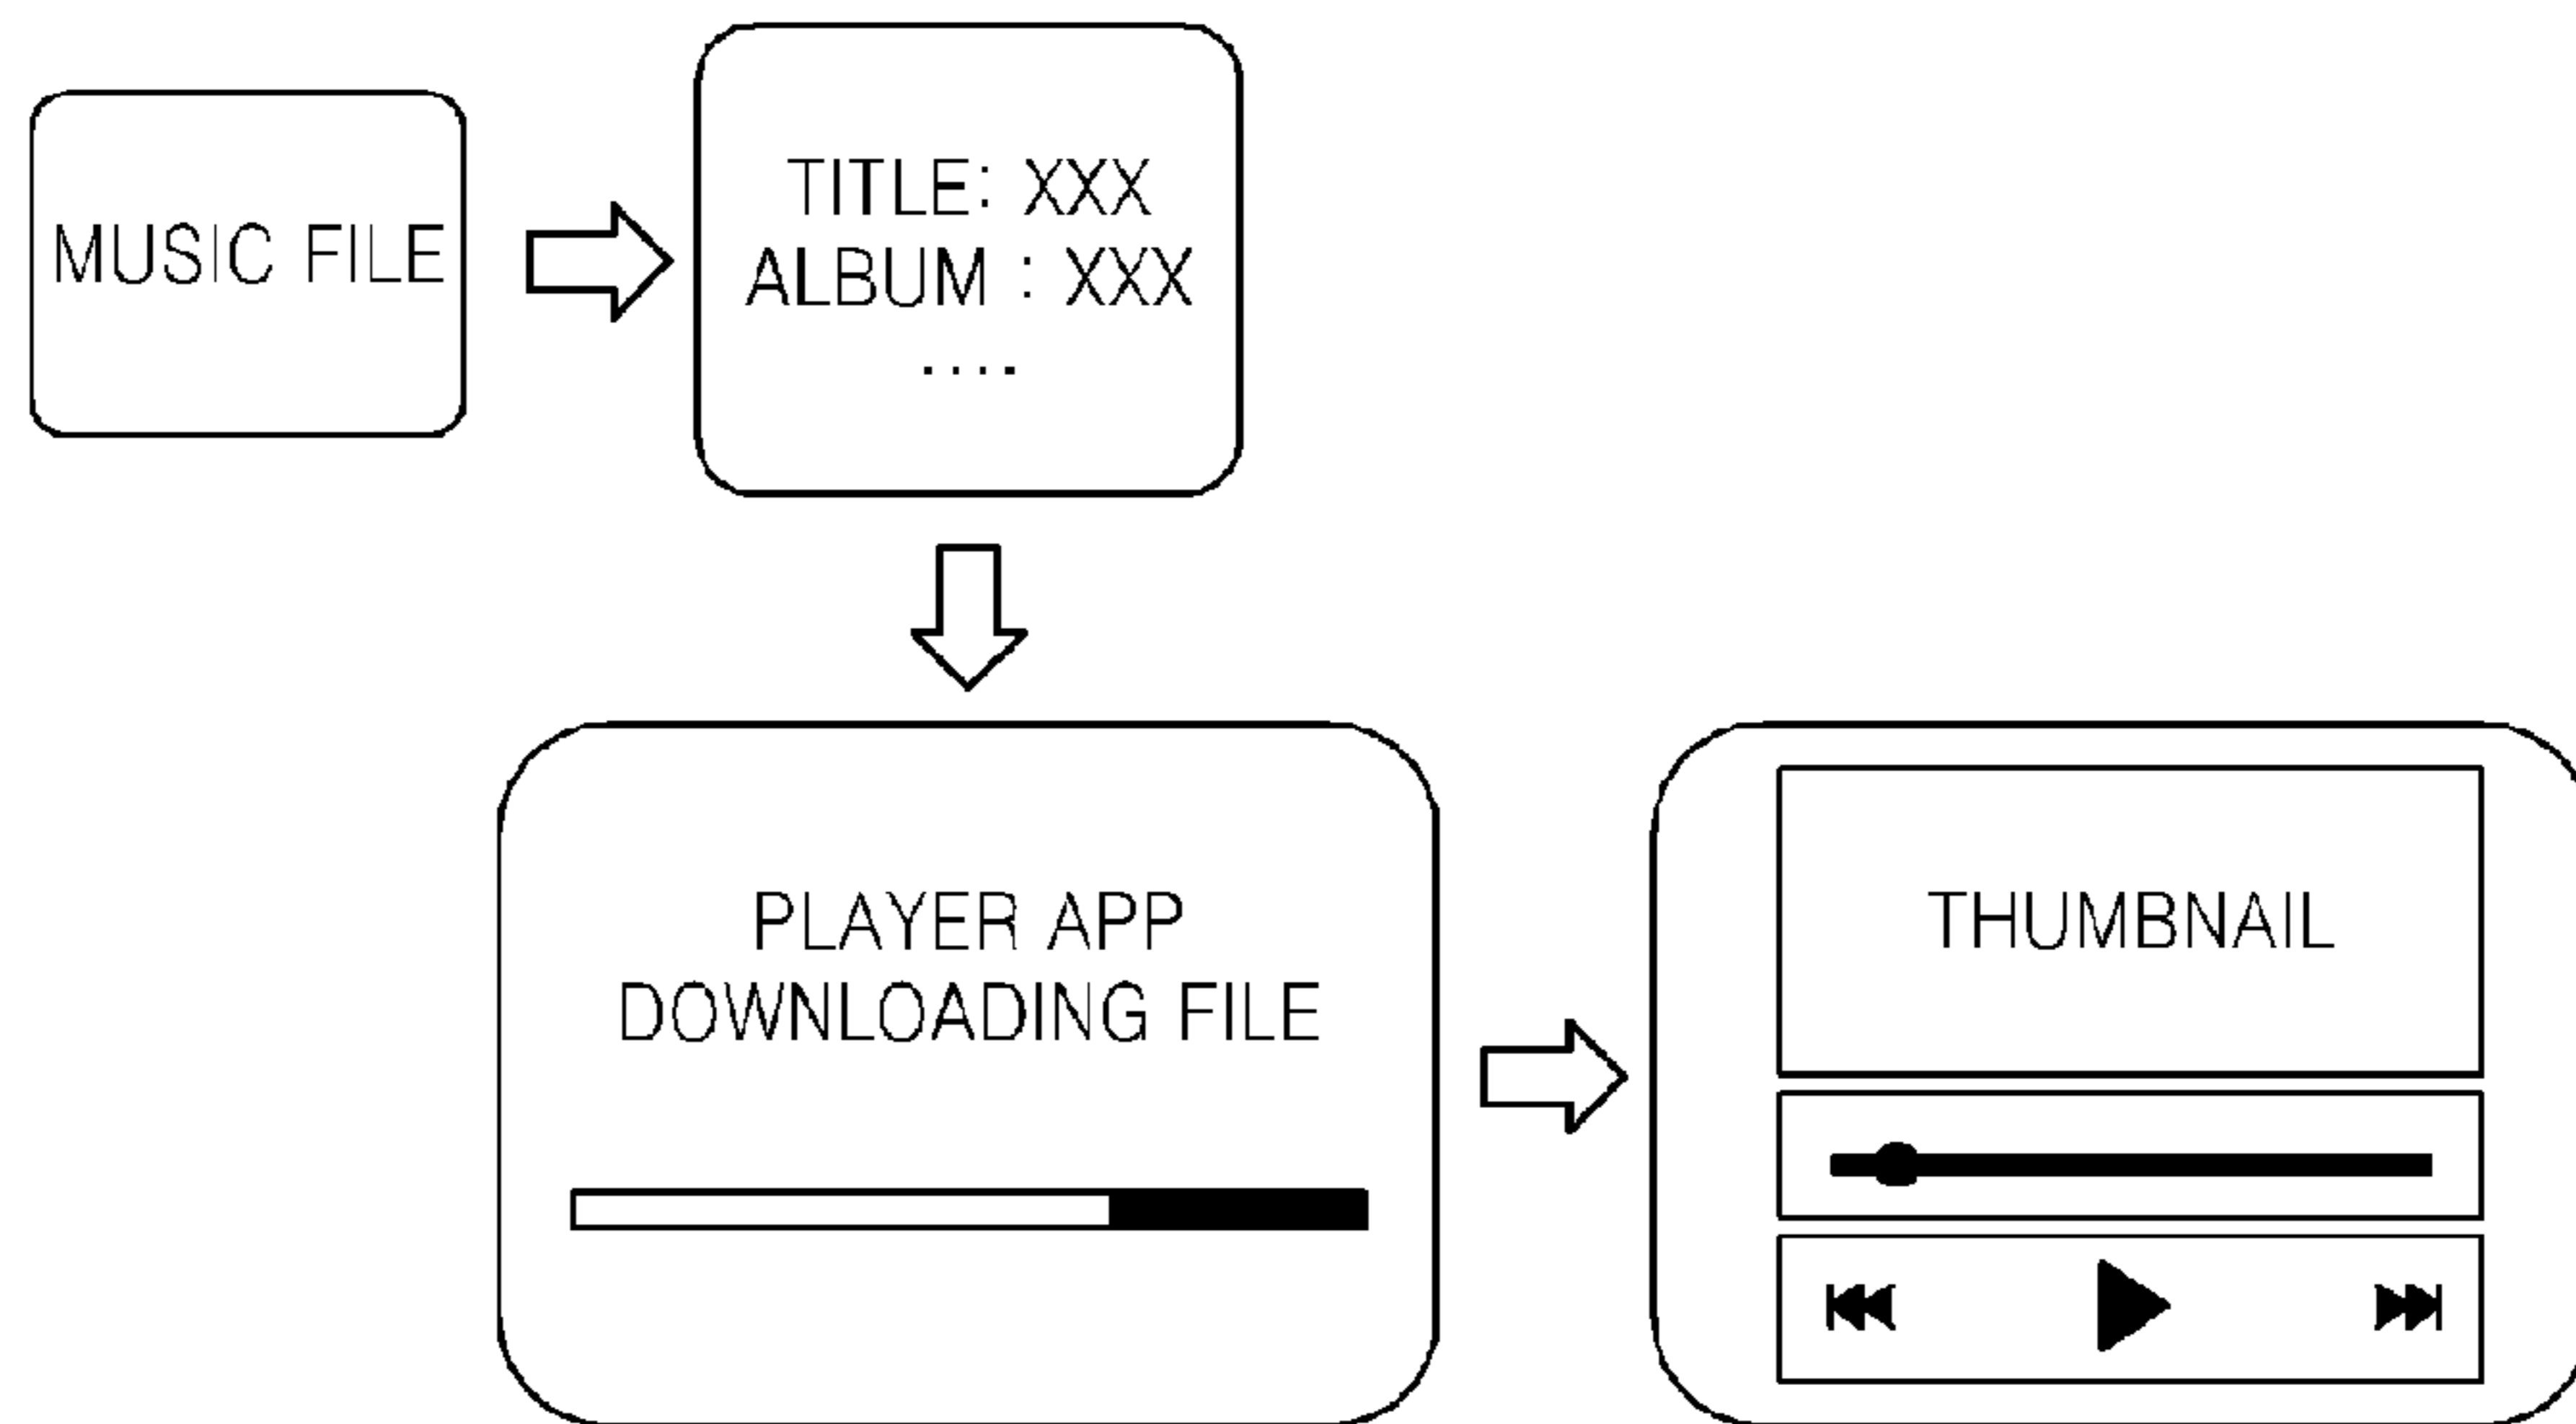 MUSIC FILE
TITLE: XXX
ALBUM : XXX
....
PLAYER APP
DOWNLOADING FILE
THUMBNAIL